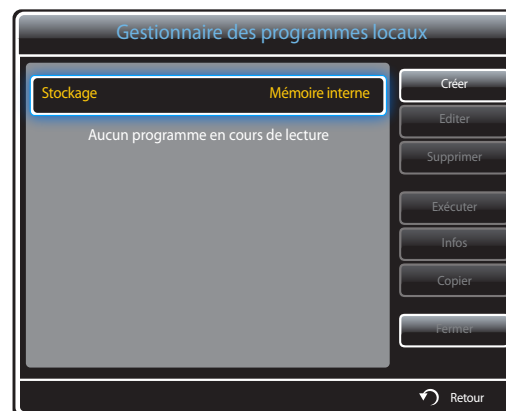 Gestionnaire des programmes locaux
Stockage Mémoire interne
Aucun programme en cours de lecture
Créer
Editer
Supprimer
Exécuter
Infos
Copier
Fermer
Retour